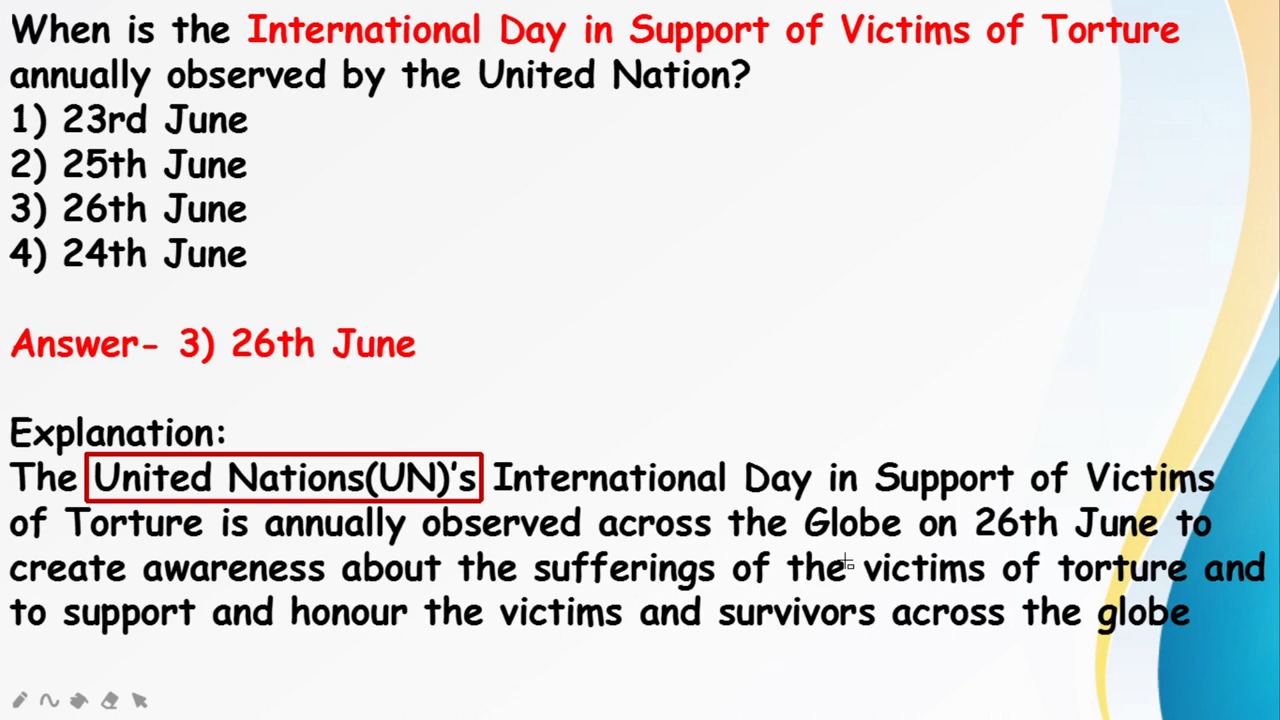 When is the International Day in Support of Victims of Torture
annually observed by the United Nation?
1) 23rd June
2) 25th June
3) 26th June
4) 24th June
Answer- 3) 26th June
Explanation:
The United Nations(UN)'s International Day in Support of Victims
of Torture is annually observed across the Globe on 26th June to
create awareness about the sufferings of the victims of torture and
to support and honour the victims and survivors across the globe